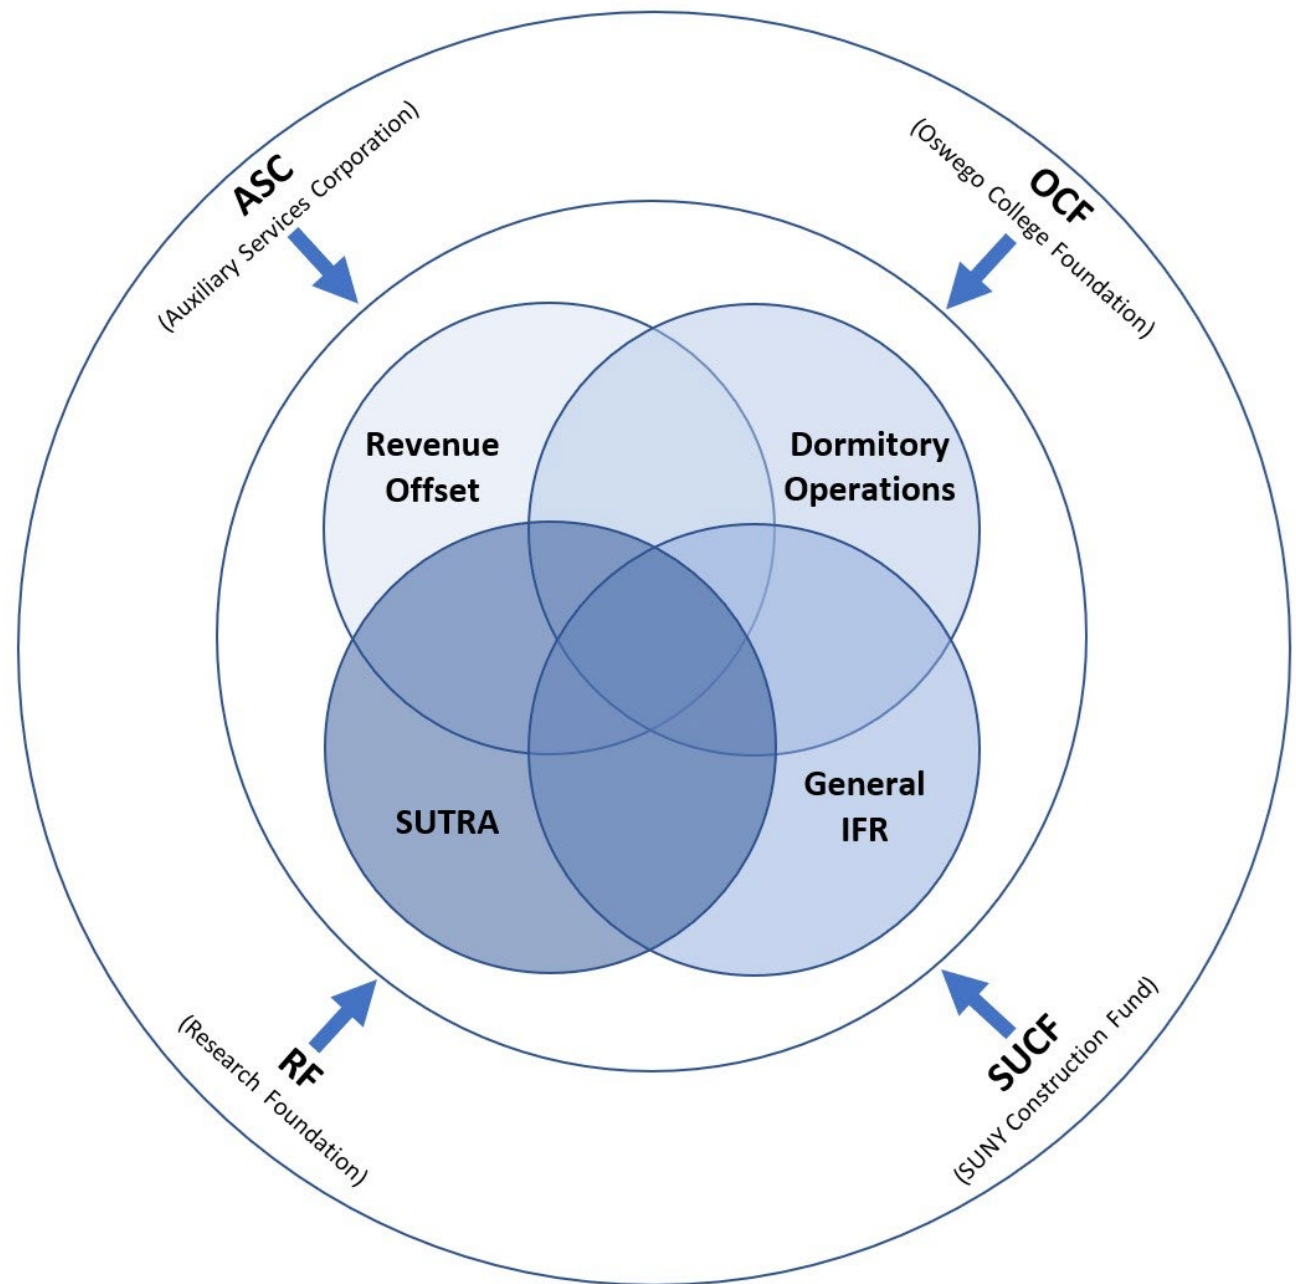 ASC
(Auxiliary Services Corporation)
OCF
(Oswego College Foundation)
Revenue
Offset
Dormitory
Operations
SUTRA
General
IFR
RF
(Research Foundation)
SUCF
(SUNY Construction Fund)